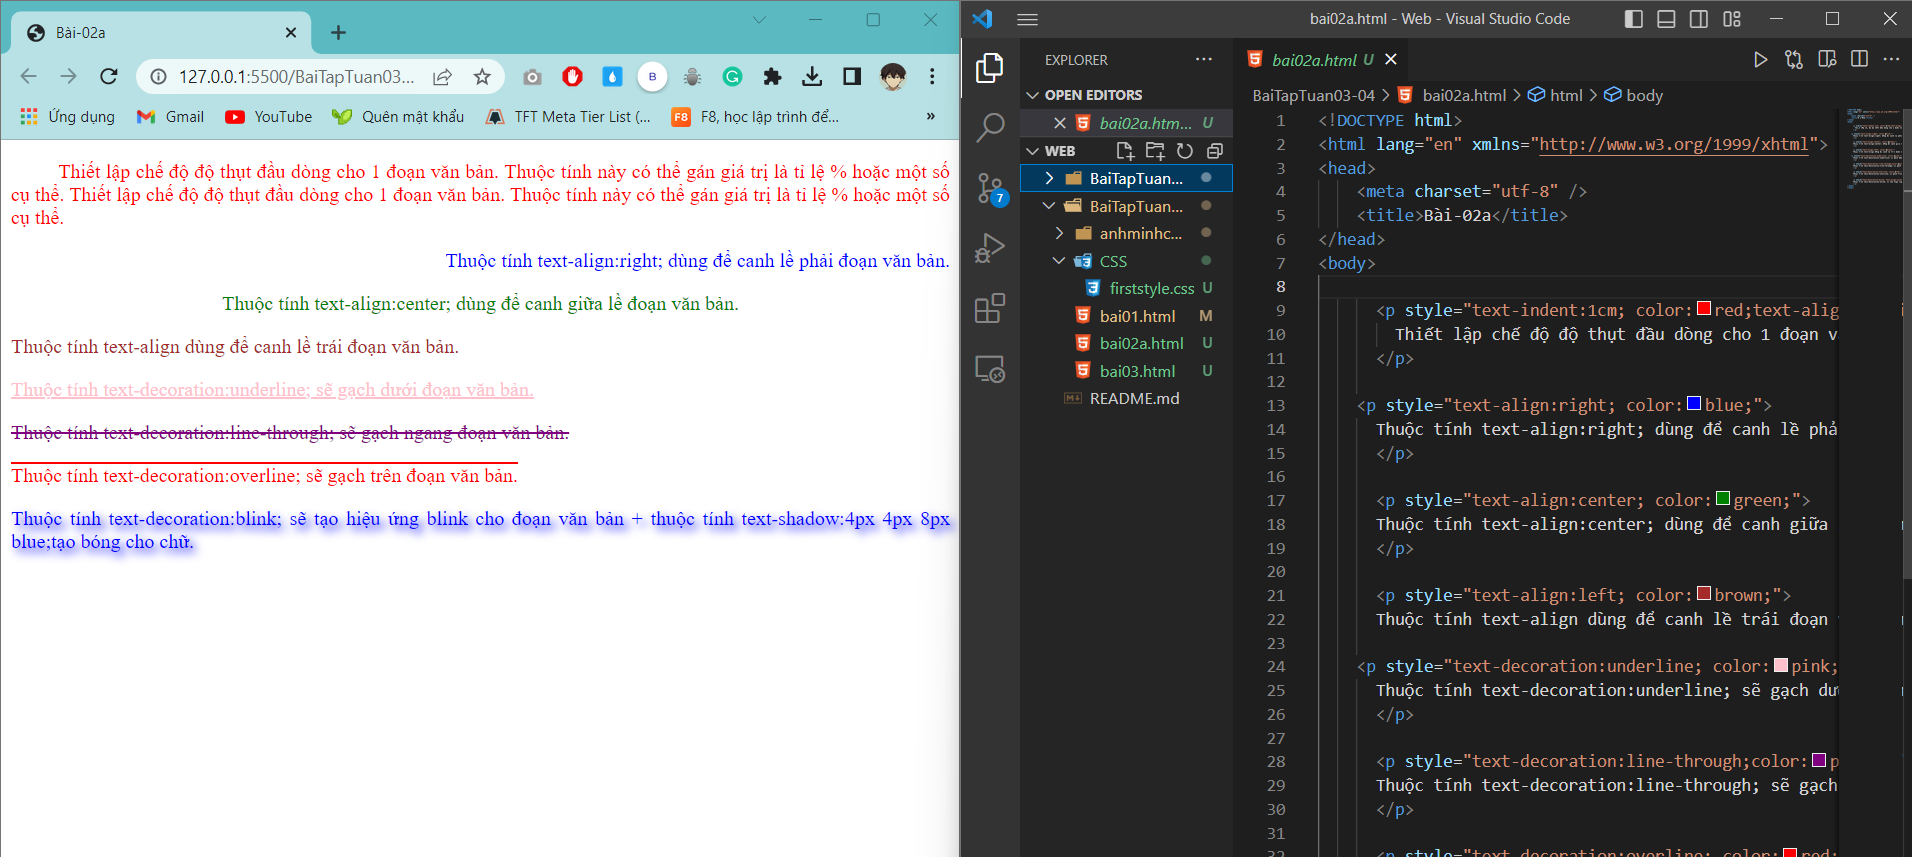 Bài-02a
127.0.0.1:5500/BaiTapTuan03...
B
Ứng dụng
Gmail
YouTube
Quên mật khẩu
TFT Meta Tier List (...
F8
F8, học lập trình để...
»
Thiết lập chế độ độ thụt đầu dòng cho 1 đoạn văn bản. Thuộc tính này có thể gán giá trị là tỉ lệ % hoặc một số
cụ thể. Thiết lập chế độ độ thụt đầu dòng cho 1 đoạn văn bản. Thuộc tính này có thể gán giá trị là tỉ lệ % hoặc một số
cụ thể.
Thuộc tính text-align:right; dùng để canh lề phải đoạn văn bản.
Thuộc tính text-align:center; dùng để canh giữa lề đoạn văn bản.
Thuộc tính text-align dùng để canh lề trái đoạn văn bản.
Thuộc tính text-decoration:underline; sẽ gạch dưới đoạn văn bản.
Thuộc tính text-decoration:line-through; sẽ gạch ngang đoạn văn bản.
Thuộc tính text-decoration:overline; sẽ gạch trên đoạn văn bản.
Thuộc tính text-decoration:blink; sẽ tạo hiệu ứng blink cho đoạn văn bản + thuộc tính text-shadow:4px 4px 8px
blue;tạo bóng cho chữ.
bai02a.html - Web - Visual Studio Code
7
EXPLORER
OPEN EDITORS
bai02a.htm... U
WEB
BaiTapTuan...
BaiTapTuan...
anhminhc...
CSS
firststyle.css U
bai01.html M
bai02a.html U
bai03.html U
README.md
bai02a.html U
BaiTapTuan03-04 > bai02a.html > html > body
1 <!DOCTYPE html>
2 <html lang="en" xmlns="http://www.w3.org/1999/xhtml">
3 <head>
4 <meta charset="utf-8" />
5 <title>Bài-02a</title>
6 </head>
7 <body>
8
9 <p style="text-indent:1cm; color:red;text-alig
10 Thiết lập chế độ độ thụt đầu dòng cho 1 đoạn v
11 </p>
12
13 <p style="text-align:right; color:blue;">
14 Thuộc tính text-align:right; dùng để canh lề phả
15 </p>
16
17 <p style="text-align:center; color:green;">
18 Thuộc tính text-align:center; dùng để canh giữa
19 </p>
20
21 <p style="text-align:left; color:brown;">
22 Thuộc tính text-align dùng để canh lề trái đoạn
23
24 <p style="text-decoration:underline; color:pink;
25 Thuộc tính text-decoration:underline; sẽ gạch dư
26 </p>
27
28 <p style="text-decoration:line-through;color:p
29 Thuộc tính text-decoration:line-through; sẽ gạch
30 </p>
31
32 <p style="text-decoration:overline; color:red;